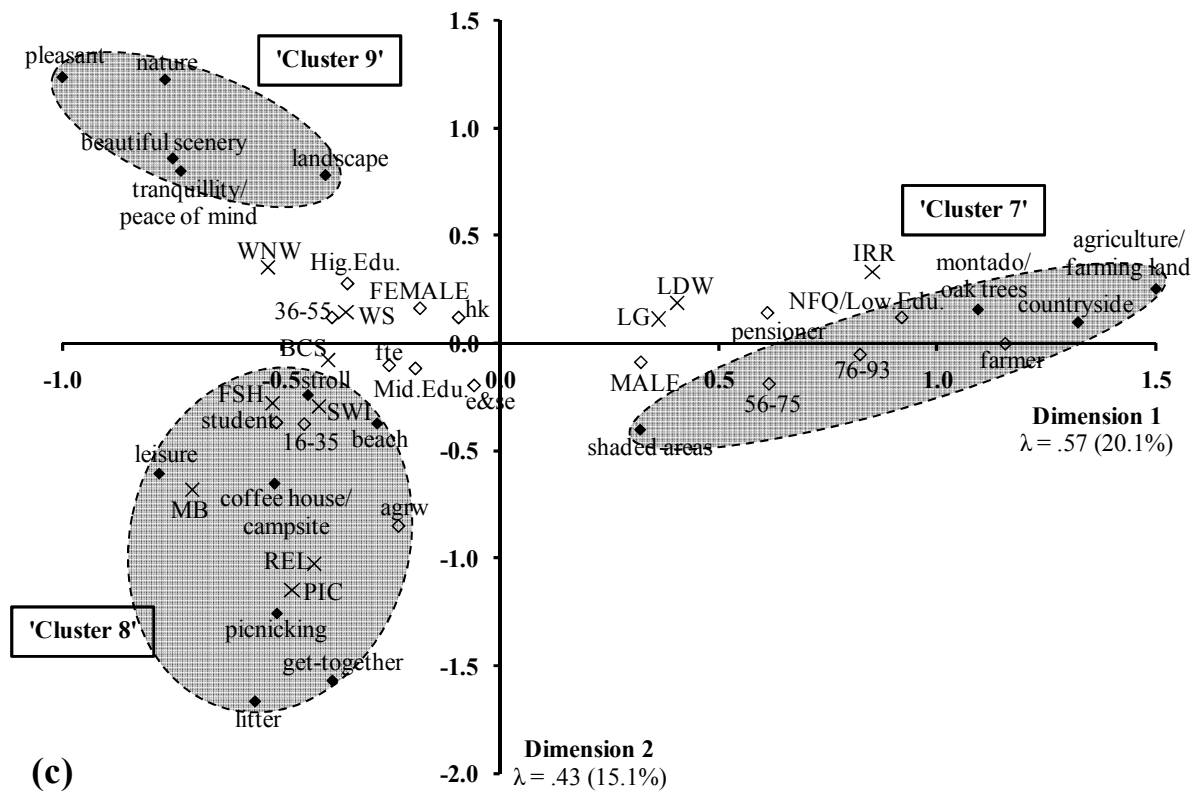 1.5
pleasant
nature
'Cluster 9'
1.0
beautiful scenery
landscape
tranquillity/
peace of mind
'Cluster 7'
0.5
WNW
Hig.Edu.
IRR
agriculture/
montado/
farming land
FEMALE
LDW
NFQ/Low.Edu.
oak trees
countryside
36-55
WS
hk
LG
pensioner
BCS
fte
0.0
76-93
farmer
-1.0
-0.5
stroll
Mid.Edu.
0.0
e&se
0.5
MALE
56-75
1.0
1.5
FSH
SWI
student
16-35
beach
Dimension 1
λ = .57 (20.1%)
-0.5
leisure
shaded areas
MB
coffee house/
campsite
agrw
-1.0
REL
PIC
'Cluster 8'
picnicking
get-together
-1.5
litter
Dimension 2
λ = .43 (15.1%)
-2.0
(c)